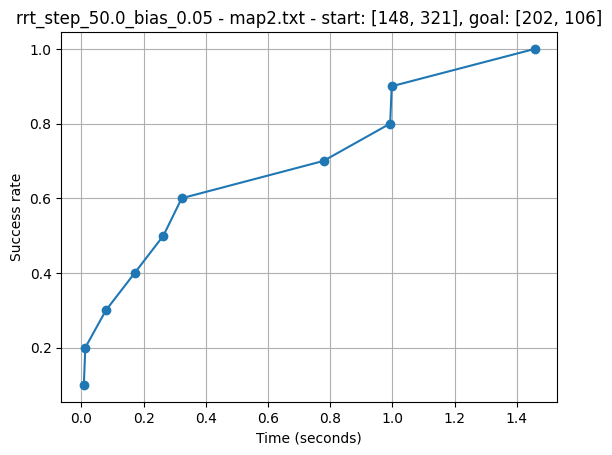 rrt_step_50.0_bias_0.05 - map2.txt - start: [148, 321], goal: [202, 106]
1.0
0.8
0.6
0.4
0.2
Success rate
0.0 0.2 0.4 0.6 0.8 1.0 1.2 1.4
Time (seconds)